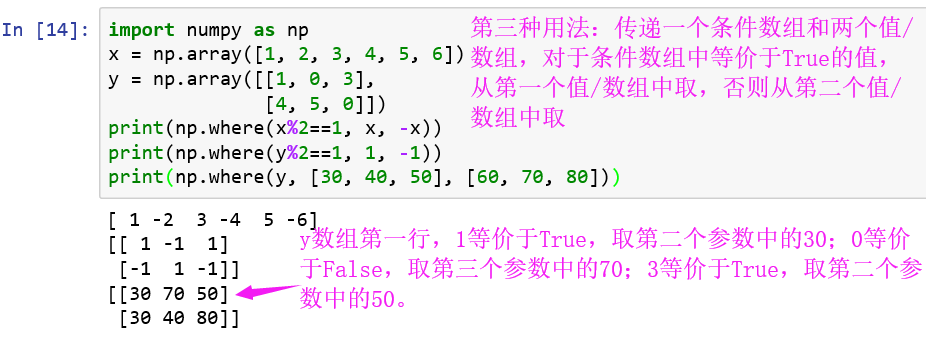 In [14]:
import numpy as np
x = np.array([1, 2, 3, 4, 5, 6])
y = np.array([[1, 0, 3],
[4, 5, 0]])
print(np.where(x%2==1, x, -x))
print(np.where(y%2==1, 1, -1))
print(np.where(y, [30, 40, 50], [60, 70, 80]))
第三种用法：传递一个条件数组和两个值/
数组，对于条件数组中等价于True的值，
从第一个值/数组中取，否则从第二个值/
数组中取
[ 1 -2  3 -4  5 -6]
[[ 1 -1  1]
[-1  1 -1]]
[[30 70 50]
[30 40 80]]
y数组第一行，1等价于True，取第二个参数中的30；0等价
于False，取第三个参数中的70；3等价于True，取第二个参
数中的50。